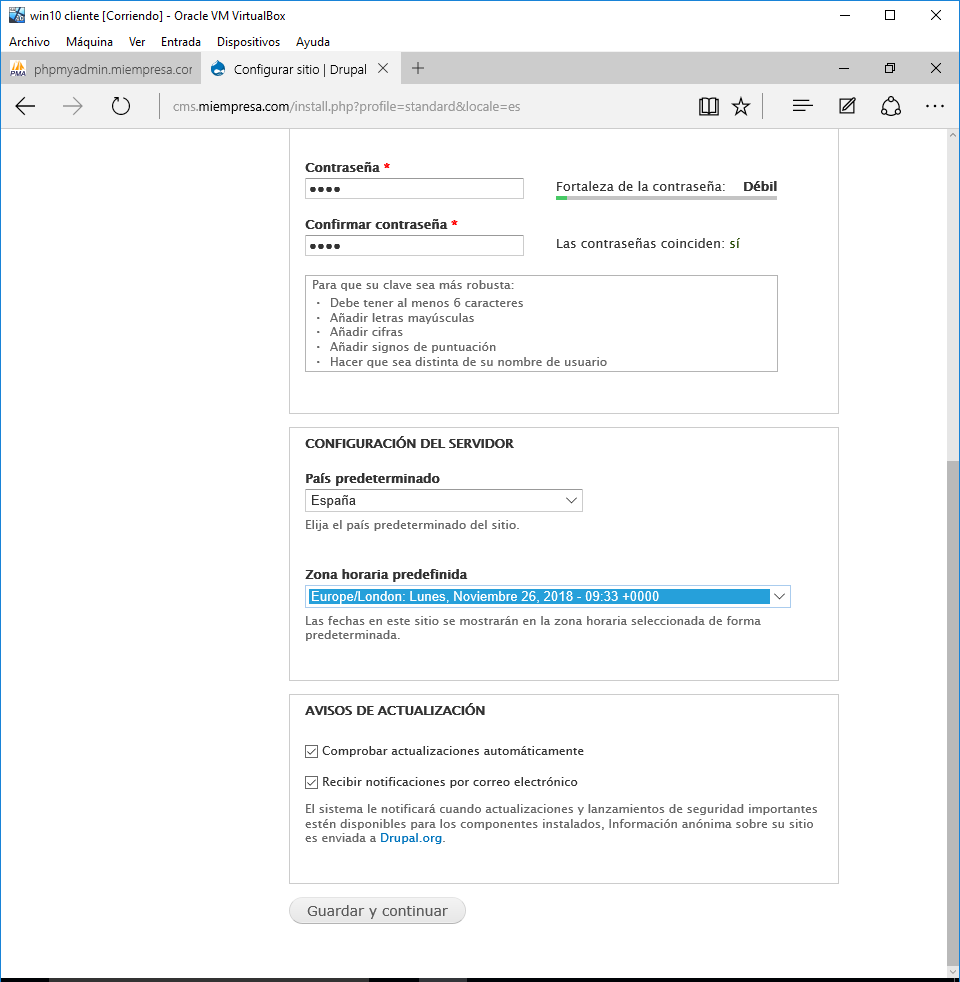 win10 cliente [Corriendo] - Oracle VM VirtualBox
Archivo Máquina Ver Entrada Dispositivos Ayuda
PMA phpmyadmin.miempresa.cor Configurar sitio | Drupal
cms.miempresa.com/install.php?profile=standard&locale=es
Contraseña *
●●●●
Fortaleza de la contraseña: Débil
Confirmar contraseña *
●●●●
Las contraseñas coinciden: sí
Para que su clave sea más robusta:
· Debe tener al menos 6 caracteres
· Añadir letras mayúsculas
· Añadir cifras
· Añadir signos de puntuación
· Hacer que sea distinta de su nombre de usuario
CONFIGURACIÓN DEL SERVIDOR
País predeterminado
España
Elija el país predeterminado del sitio.
Zona horaria predefinida
Europe/London: Lunes, Noviembre 26, 2018 - 09:33 +0000
Las fechas en este sitio se mostrarán en la zona horaria seleccionada de forma
predeterminada.
AVISOS DE ACTUALIZACIÓN
Comprobar actualizaciones automáticamente
Recibir notificaciones por correo electrónico
El sistema le notificará cuando actualizaciones y lanzamientos de seguridad importantes
estén disponibles para los componentes instalados, Información anónima sobre su sitio
es enviada a Drupal.org.
Guardar y continuar